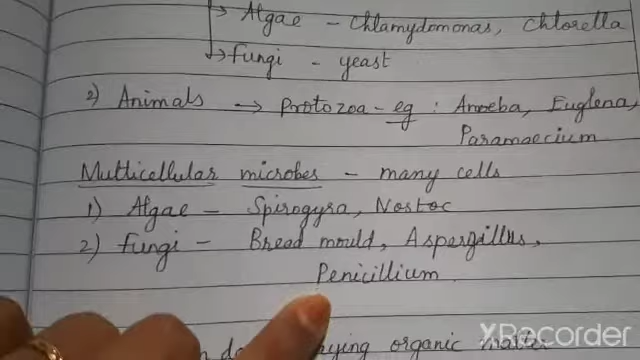 Algae - Chlamydomonas, Chlorella
Fungi - yeast
2) Animals → Protozoa - eg : Amoeba, Euglena,
Paramaecium
Multicellular microbes - many cells
1) Algae - Spirogyra, Nostoc
2) Fungi - Bread mould, Aspergillus,
Penicillium
organic matter
XRecorder